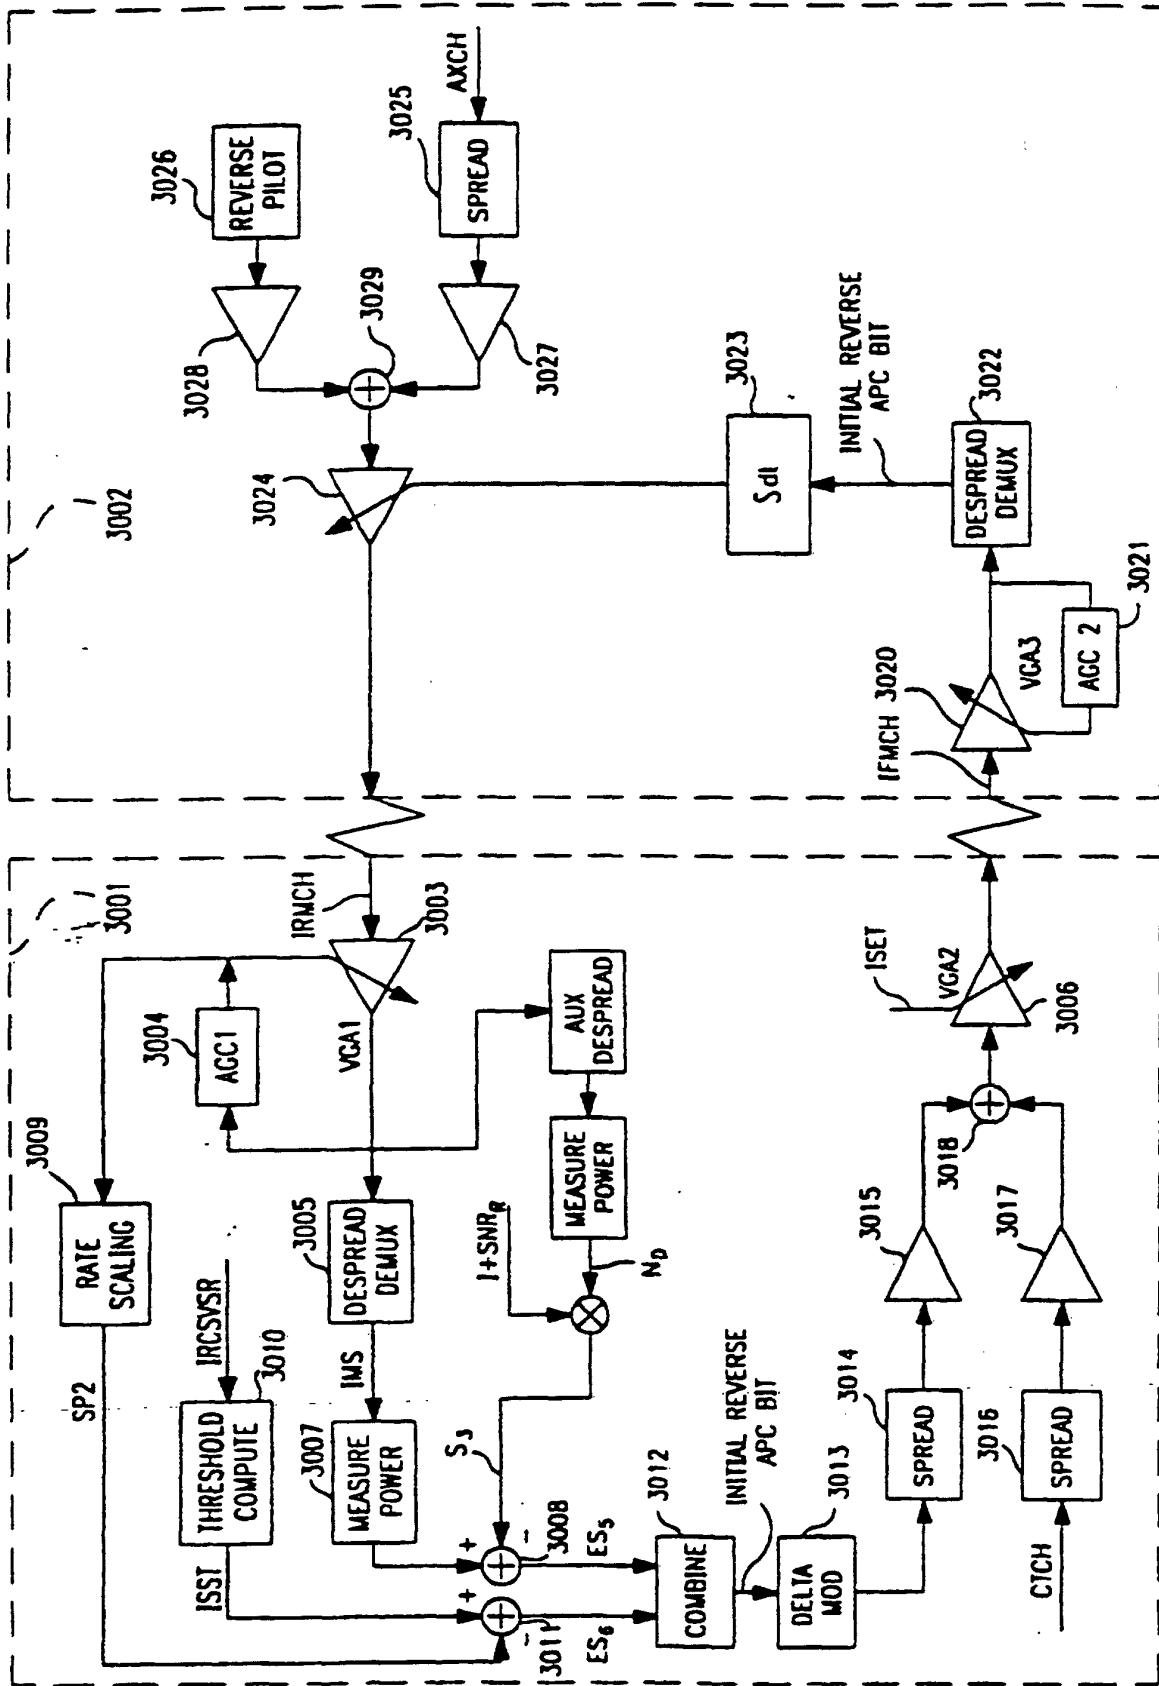 3001
3009
RATE
SCALING
3004
AGC1
IRMCH
3003
VGA1
SP2
IRCSVSR
3010
THRESHOLD
COMPUTE
ISST
3005
DESPREAD
DEMUX
IMS
3007
MEASURE
POWER
1+SNRR
AUX
DESPREAD
MEASURE
POWER
ND
S3
+
+
-
-
3008
3011
ES5
ES6
3012
COMBINE
INITIAL REVERSE
APC BIT
3013
DELTA
MOD
3014
SPREAD
3015
3016
SPREAD
CTCH
3017
3018
ISET
VGA2
3006
3002
3026
REVERSE
PILOT
3028
3029
3025
SPREAD
AXCH
3027
3024
3023
∫dt
INITIAL REVERSE
APC BIT
3022
DESPREAD
DEMUX
IFMCH
3020
VGA3
AGC 2
3021